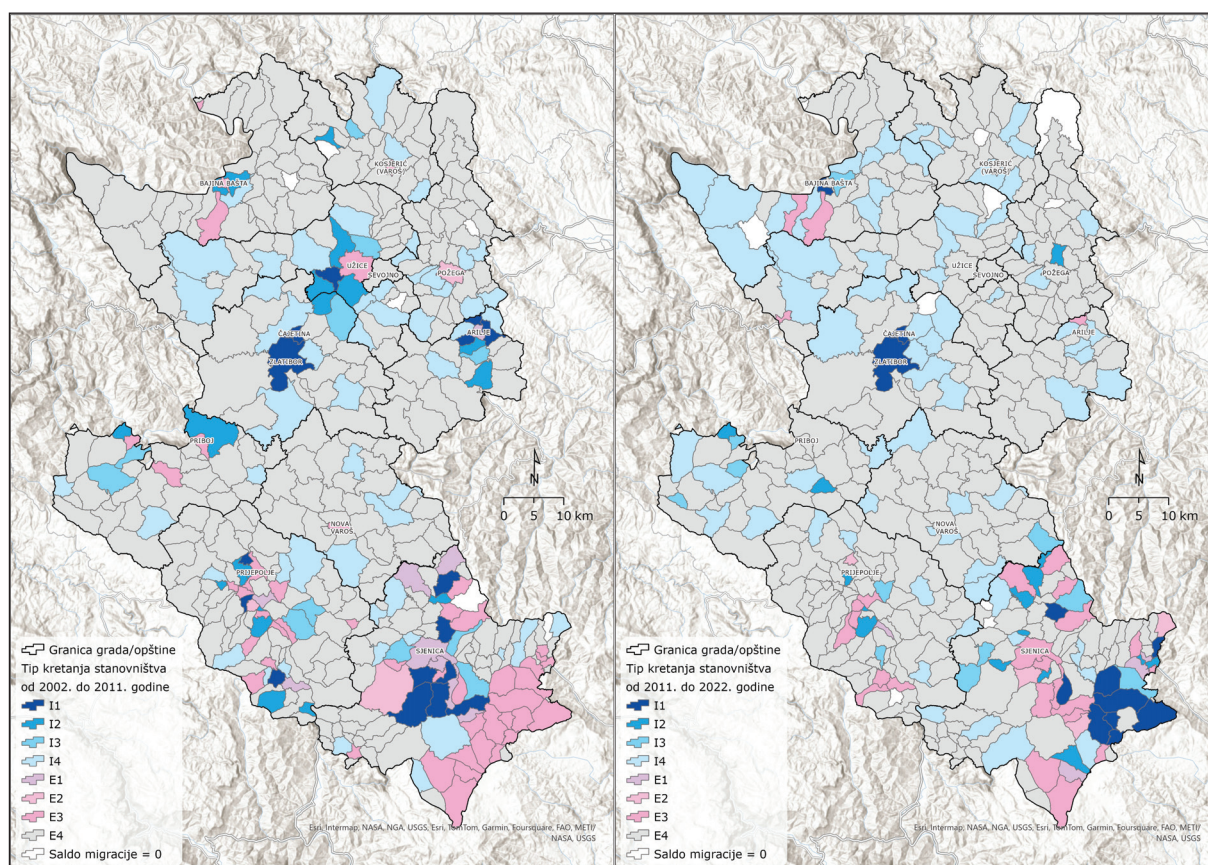 KOSJERIĆ
(VAROŠ)
BAJINA BAŠTA
UŽICE
SEVOJNO
POŽEGA
ČAJETINA
ARILJE
ZLATIBOR
PRIBOJ
N
0 5 10 km
NOVA
VAROŠ
PRIJEPOLJE
SJENICA
Granica grada/opštine
Tip kretanja stanovništva
od 2002. do 2011. godine
I1
I2
I3
I4
E1
E2
E3
E4
Saldo migracije = 0
Esri, Intermap, NASA, NGA, USGS, Esri, TomTom, Garmin, Foursquare, FAO, METI/
NASA, USGS
KOSJERIĆ
(VAROŠ)
BAJINA BAŠTA
UŽICE
SEVOJNO
POŽEGA
ČAJETINA
ARILJE
ZLATIBOR
PRIBOJ
N
0 5 10 km
NOVA
VAROŠ
PRIJEPOLJE
SJENICA
Granica grada/opštine
Tip kretanja stanovništva
od 2011. do 2022. godine
I1
I2
I3
I4
E1
E2
E3
E4
Saldo migracije = 0
Esri, Intermap, NASA, NGA, USGS, Esri, TomTom, Garmin, Foursquare, FAO, METI/
NASA, USGS